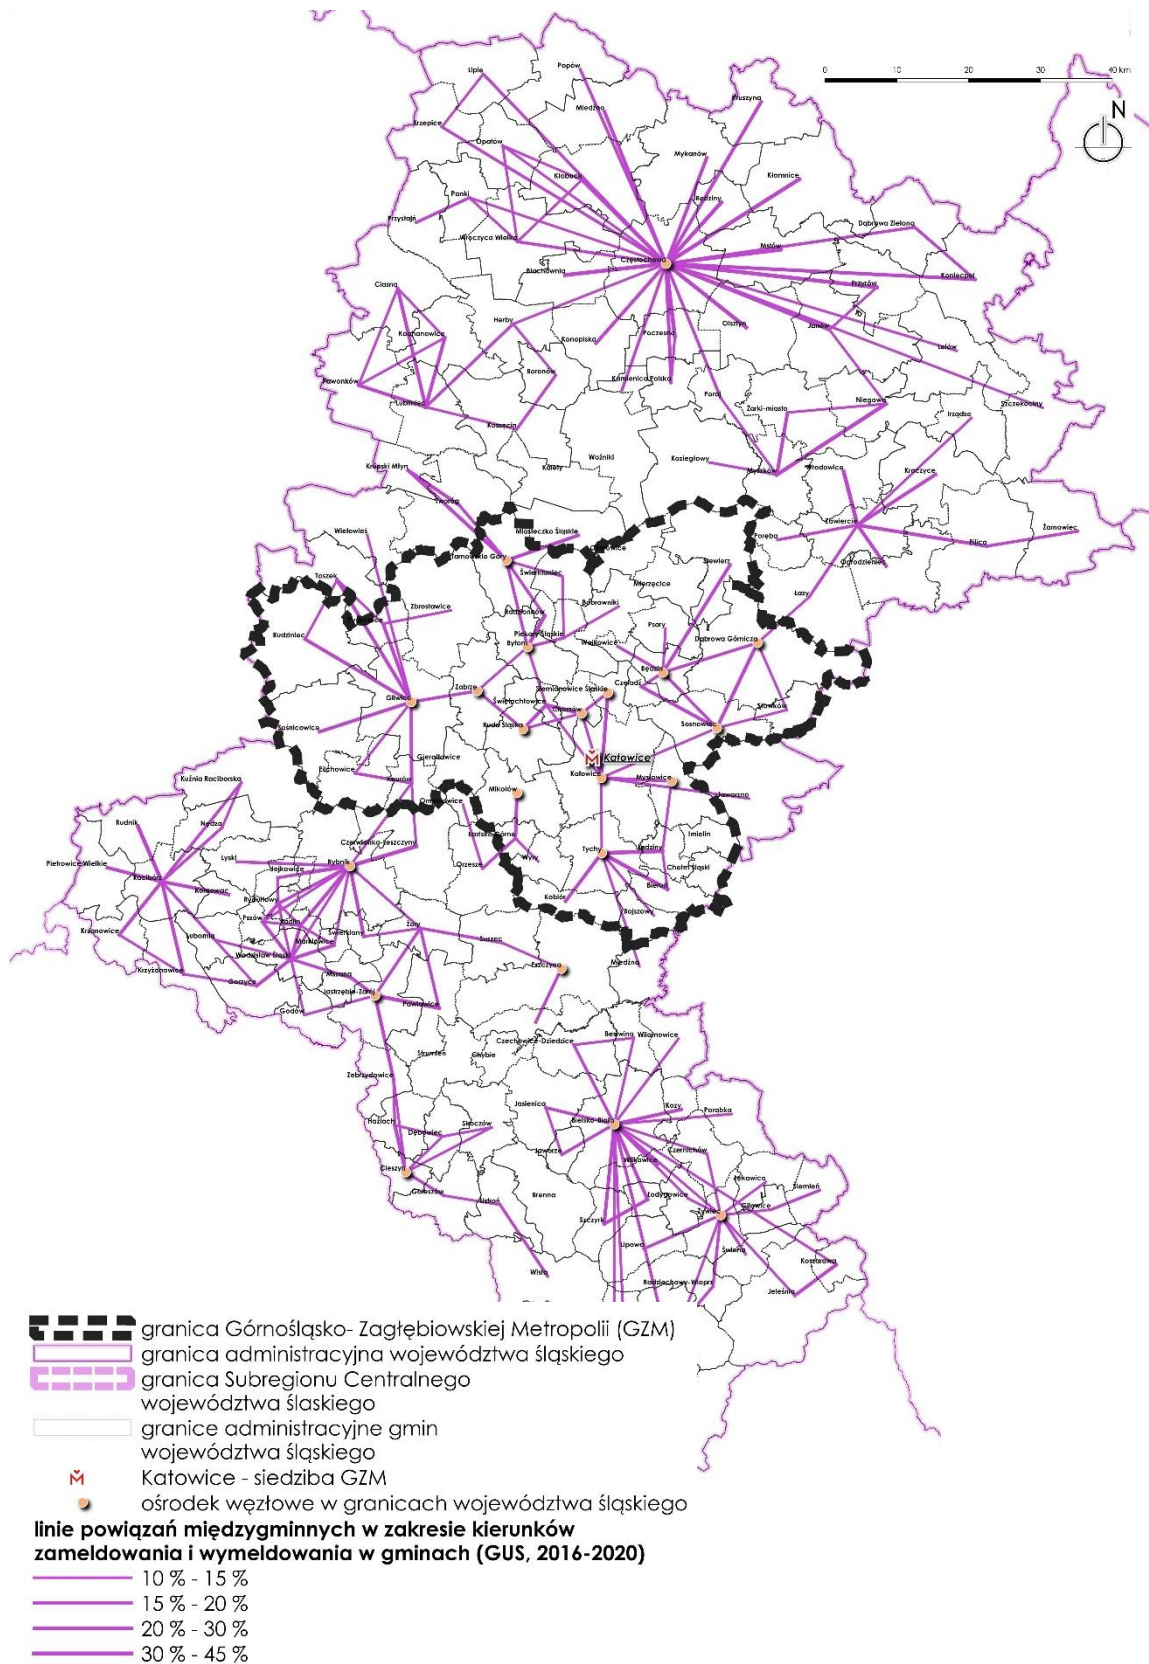 Popów
Lipie
0 10 20 30 40 km
Kruszyna
Miedźno
N
Krzepice
Opatów
Mykanów
Kłobuck
Kłomnice
Panki
Rędziny
Przystajń
Dąbrowa Zielona
Wręczyca Wielka
Mstów
Częstochowa
Blachownia
Koniecpol
Ciasna
Przyrów
Herby
Olsztyn
Janów
Kochanowice
Konopiska
Poczesna
Lelów
Boronów
Pawonków
Kamienica Polska
Poraj
Niegowa
Lubliniec
Żarki-miasto
Szczekociny
Irządze
Koszęcin
Woźniki
Koziegłowy
Krupski Młyn
Kalety
Myszków
Włodowice
Kroczyce
Tworóg
Zawiercie
Wielowieś
Miasteczko Śląskie
Poręba
Żarnowiec
Pilica
Tarnowskie Góry
Siewierz
Ogrodzieniec
Toszek
Świerklaniec
Mierzęcice
Łazy
Zbrosławice
Radzionków
Bobrowniki
Psary
Rudziniec
Piekary Śląskie
Bytom
Wojkowice
Dąbrowa Górnicza
Będzin
Zabrze
Siemianowice Śląskie
Czeladź
Gliwice
Świętochłowice
Sławków
Chorzów
Sośnicowice
Ruda Śląska
Sosnowiec
Gierałtowice
Katowice
Pilchowice
Katowice
Knurów
Mysłowice
Kuźnia Raciborska
Mikołów
Jaworzno
Ornontowice
Rudnik
Nędza
Łaziska Górne
Imielin
Czerwionka-Leszczyny
Tychy
Lędziny
Pietrowice Wielkie
Lyski
Rybnik
Orzesze
Wyry
Jejkowice
Chełm Śląski
Racibórz
Bieruń
Kornowac
Rydułtowy
Kobiór
Pszów
Radlin
Bojszowy
Krzanowice
Lubomia
Świerklany
Żory
Marklowice
Suszec
Wodzisław Śląski
Miedźna
Pszczyna
Krzyżanowice
Mszana
Gorzyce
Jastrzębie-Zdrój
Godów
Pawłowice
Bestwina
Wilamowice
Czechowice-Dziedzice
Strumień
Chybie
Zebrzydowice
Jasienica
Kozy
Porąbka
Hażlach
Skoczów
Bielsko-Biała
Dębowiec
Jaworze
Wilkowice
Czernichów
Cieszyn
Łękawica
Ślemień
Goleszów
Ustroń
Brenna
Łodygowice
Gilowice
Żywiec
Szczyrk
Lipowa
Świnna
Koszarawa
Wisła
Radziechowy-Wieprz
Jeleśnia
granica Górnośląsko- Zagłębiowskiej Metropolii (GZM)
granica administracyjna województwa śląskiego
granica Subregionu Centralnego
województwa ślaskiego
granice administracyjne gmin
województwa śląskiego
Katowice - siedziba GZM
ośrodek węzłowe w granicach województwa śląskiego
linie powiązań międzygminnych w zakresie kierunków
zameldowania i wymeldowania w gminach (GUS, 2016-2020)
10 % - 15 %
15 % - 20 %
20 % - 30 %
30 % - 45 %